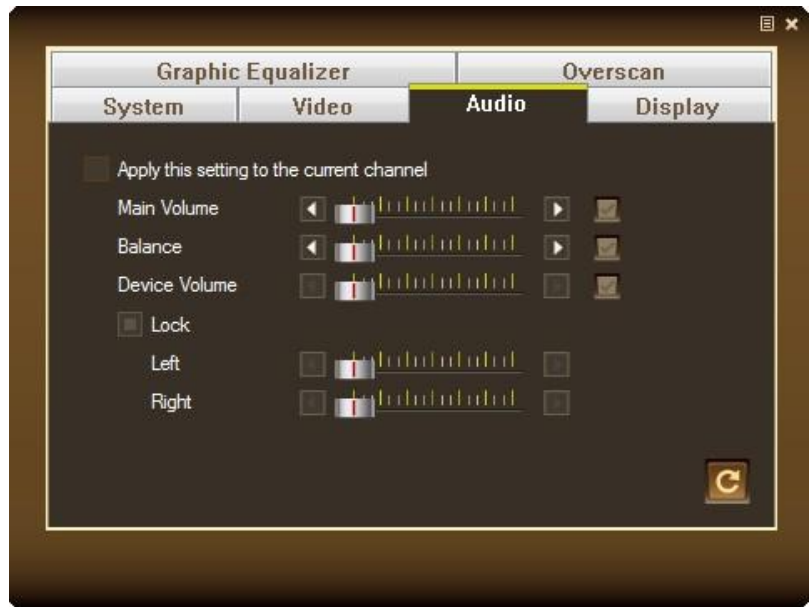 Graphic Equalizer Overscan
System Video Audio Display
Apply this setting to the current channel
Main Volume
Balance
Device Volume
Lock
Left
Right